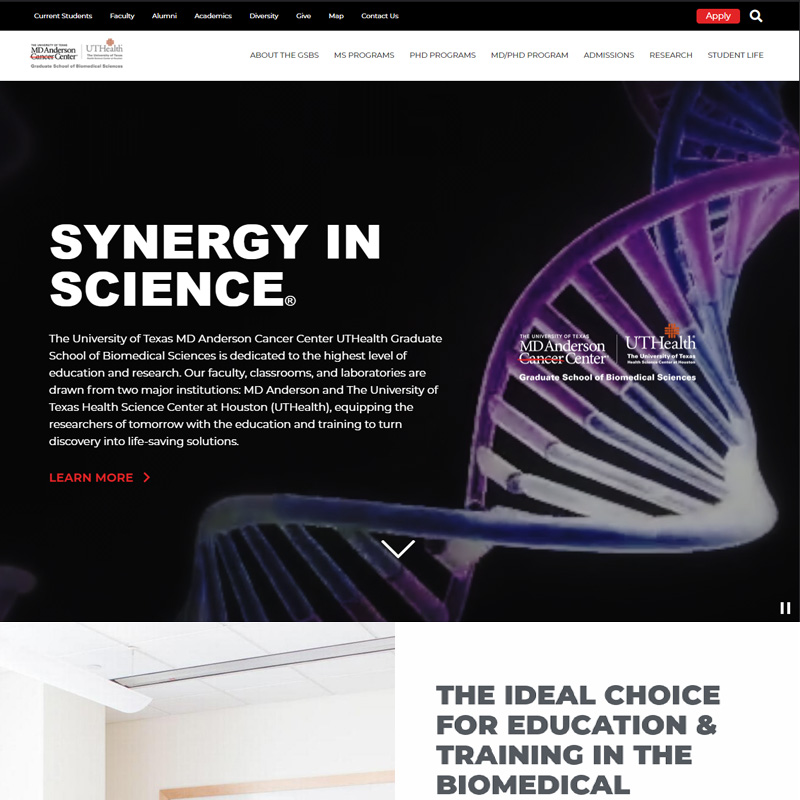 Current Students Faculty Alumni Academics Diversity Give Map Contact Us Apply
THE UNIVERSITY OF TEXAS
MD Anderson
Cancer Center
UTHealth
The University of Texas
Graduate School of Biomedical Sciences
ABOUT THE GSBS MS PROGRAMS PHD PROGRAMS MD/PHD PROGRAM ADMISSIONS RESEARCH STUDENT LIFE
SYNERGY IN
SCIENCE®
The University of Texas MD Anderson Cancer Center UTHealth Graduate
School of Biomedical Sciences is dedicated to the highest level of
education and research. Our faculty, classrooms, and laboratories are
drawn from two major institutions: MD Anderson and The University of
Texas Health Science Center at Houston (UTHealth), equipping the
researchers of tomorrow with the education and training to turn
discovery into life-saving solutions.
LEARN MORE
THE UNIVERSITY OF TEXAS
MD Anderson
Cancer Center
UTHealth
The University of Texas
Health Science Center at Houston
Graduate School of Biomedical Sciences
THE IDEAL CHOICE
FOR EDUCATION &
TRAINING IN THE
BIOMEDICAL